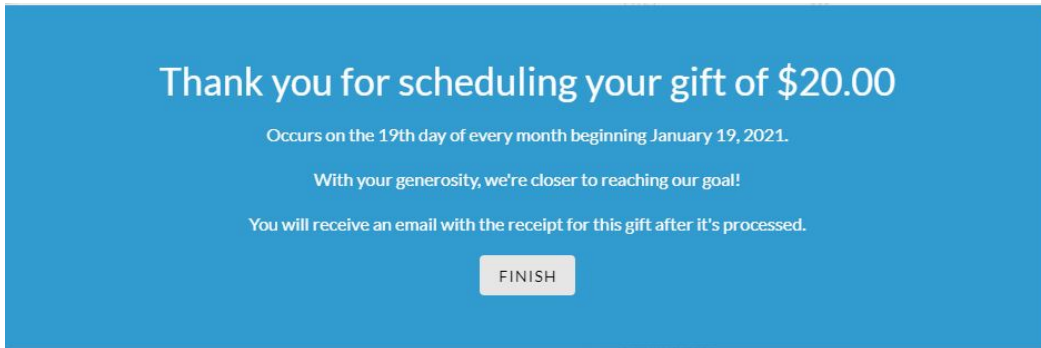 Thank you for scheduling your gift of $20.00
Occurs on the 19th day of every month beginning January 19, 2021.
With your generosity, we're closer to reaching our goal!
You will receive an email with the receipt for this gift after it's processed.
FINISH